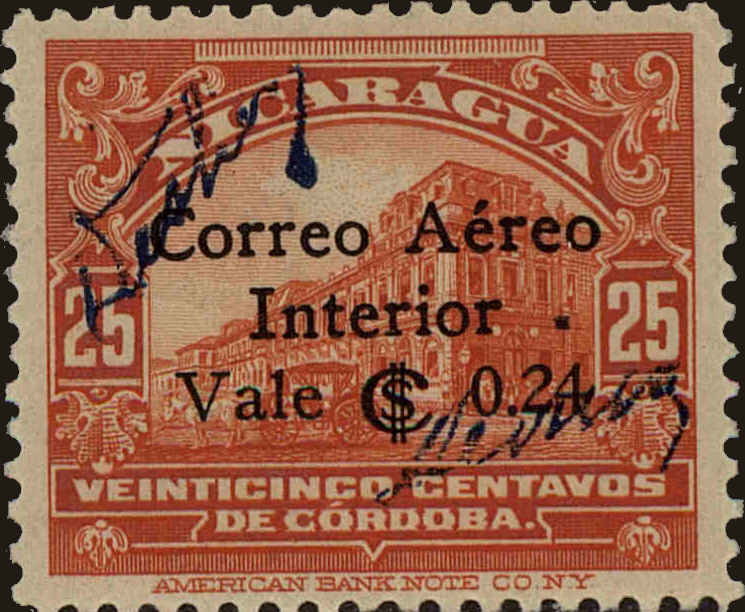 NICARAGUA
Correo Aéreo
Interior
25 25
Vale C$ 0.24
VEINTICINCO CENTAVOS
DE CÓRDOBA.
AMERICAN BANK NOTE CO. N.Y.